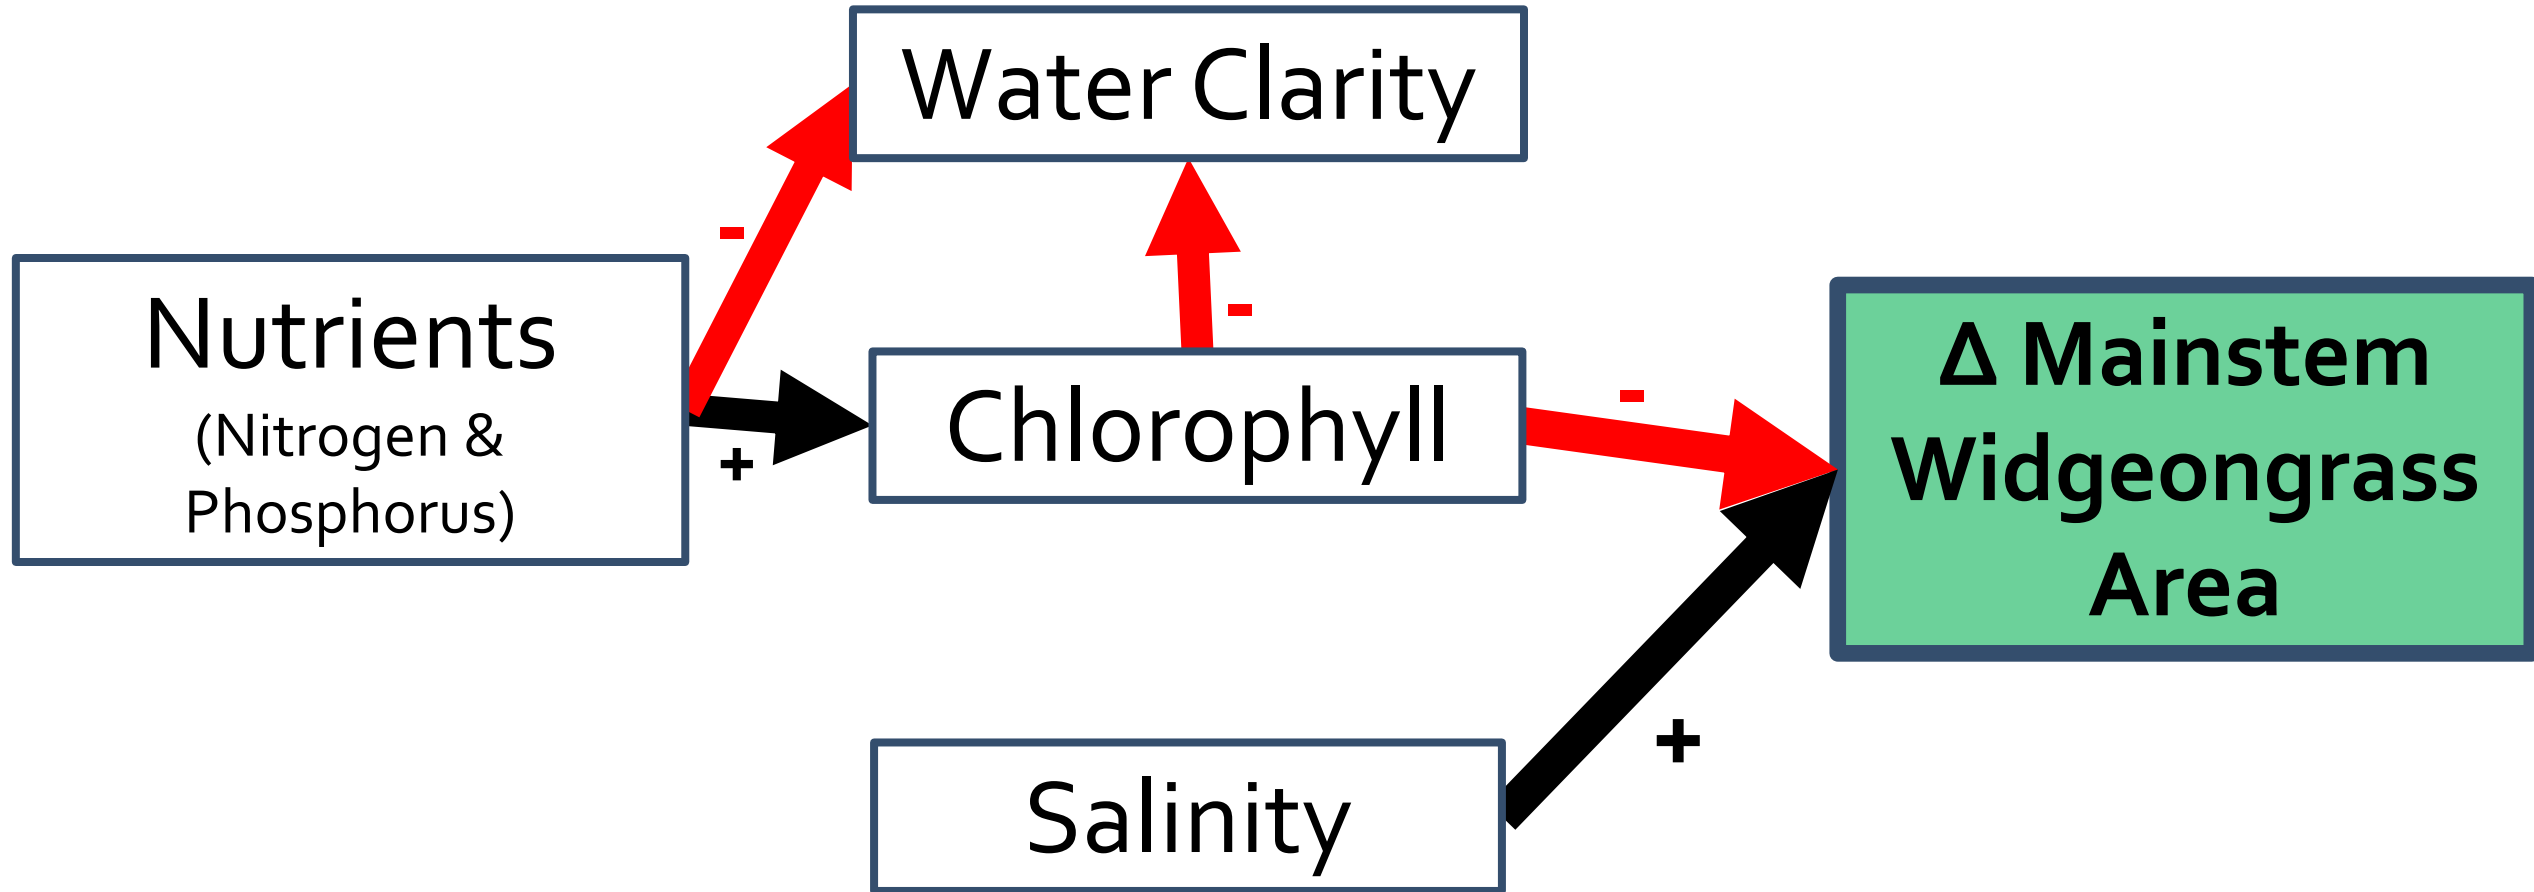 Water Clarity
-
-
Nutrients
(Nitrogen &
Phosphorus)
+
Chlorophyll
-
Δ Mainstem
Widgeongrass
Area
+
Salinity